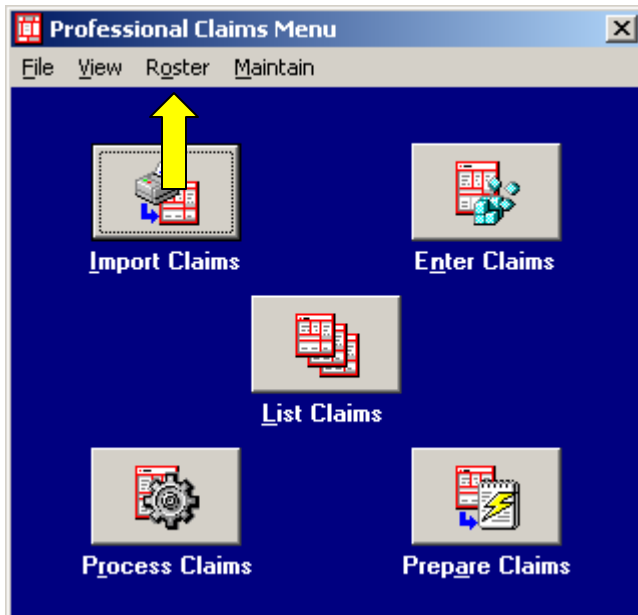 Professional Claims Menu
File View Roster Maintain
Import Claims
Enter Claims
List Claims
Process Claims
Prepare Claims